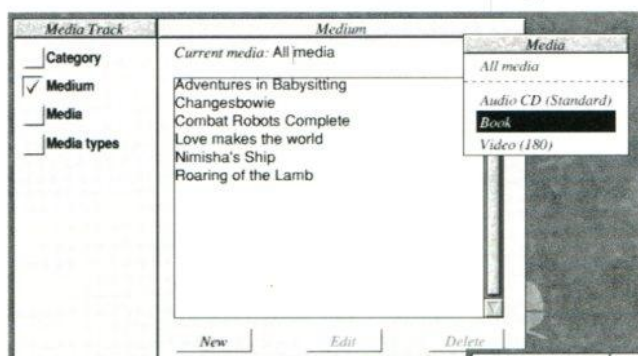 Media Track
Category
Medium
Media
Media types
Medium
Current media: All media
Adventures in Babysitting
Changesbowie
Combat Robots Complete
Love makes the world
Nimisha's Ship
Roaring of the Lamb
New
Edit
Delete
Media
All media
Audio CD (Standard)
Book
Video (180)